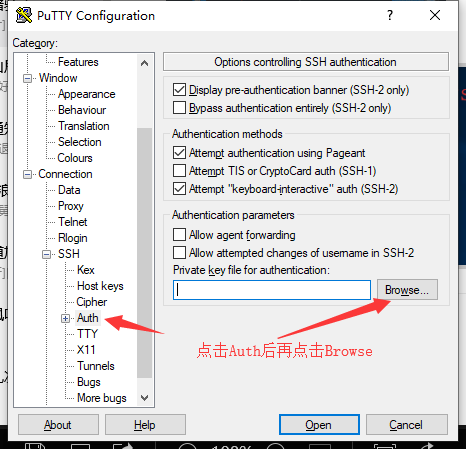 PuTTY Configuration
Category:
Features
Window
Appearance
Behaviour
Translation
Selection
Colours
Connection
Data
Proxy
Telnet
Rlogin
SSH
Kex
Host keys
Cipher
Auth
TTY
X11
Tunnels
Bugs
More bugs
Options controlling SSH authentication
Display pre-authentication banner (SSH-2 only)
Bypass authentication entirely (SSH-2 only)
Authentication methods
Attempt authentication using Pageant
Attempt TIS or CryptoCard auth (SSH-1)
Attempt "keyboard-interactive" auth (SSH-2)
Authentication parameters
Allow agent forwarding
Allow attempted changes of username in SSH-2
Private key file for authentication:
Browse...
点击Auth后再点击Browse
About
Help
Open
Cancel